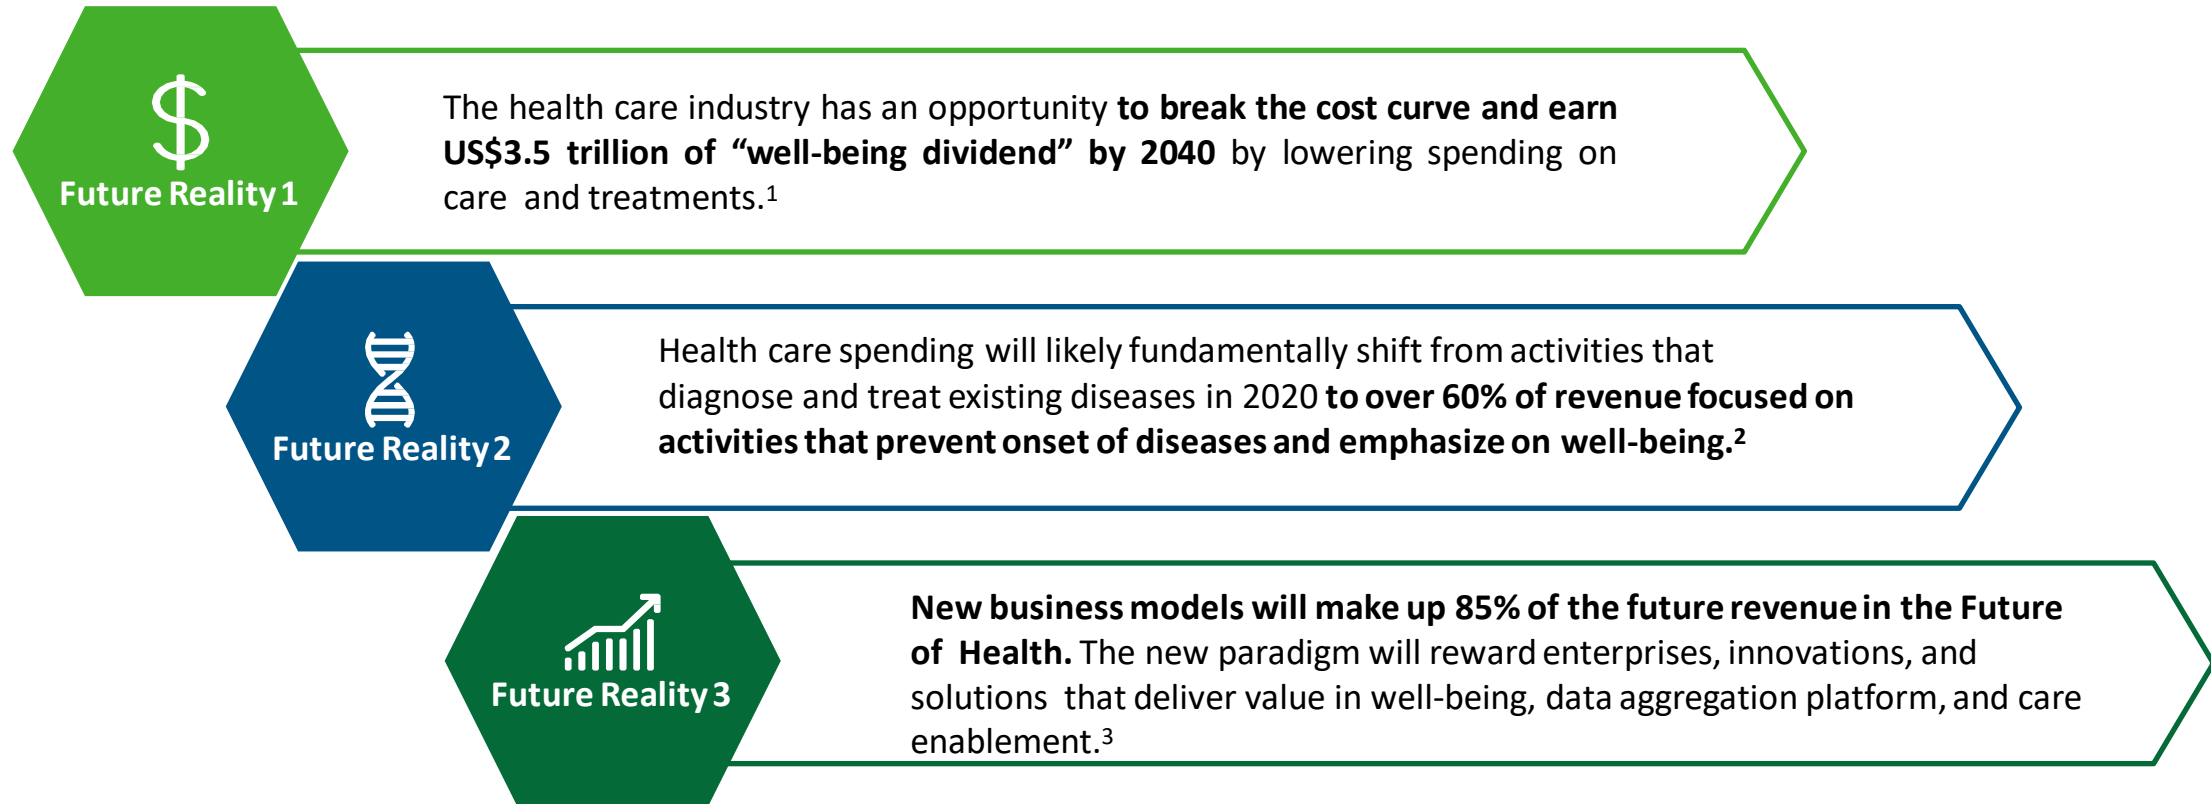 Future Reality 1
The health care industry has an opportunity to break the cost curve and earn
US$3.5 trillion of “well-being dividend” by 2040 by lowering spending on
care and treatments.¹
Future Reality 2
Health care spending will likely fundamentally shift from activities that
diagnose and treat existing diseases in 2020 to over 60% of revenue focused on
activities that prevent onset of diseases and emphasize on well-being.²
Future Reality 3
New business models will make up 85% of the future revenue in the Future
of Health. The new paradigm will reward enterprises, innovations, and
solutions that deliver value in well-being, data aggregation platform, and care
enablement.³